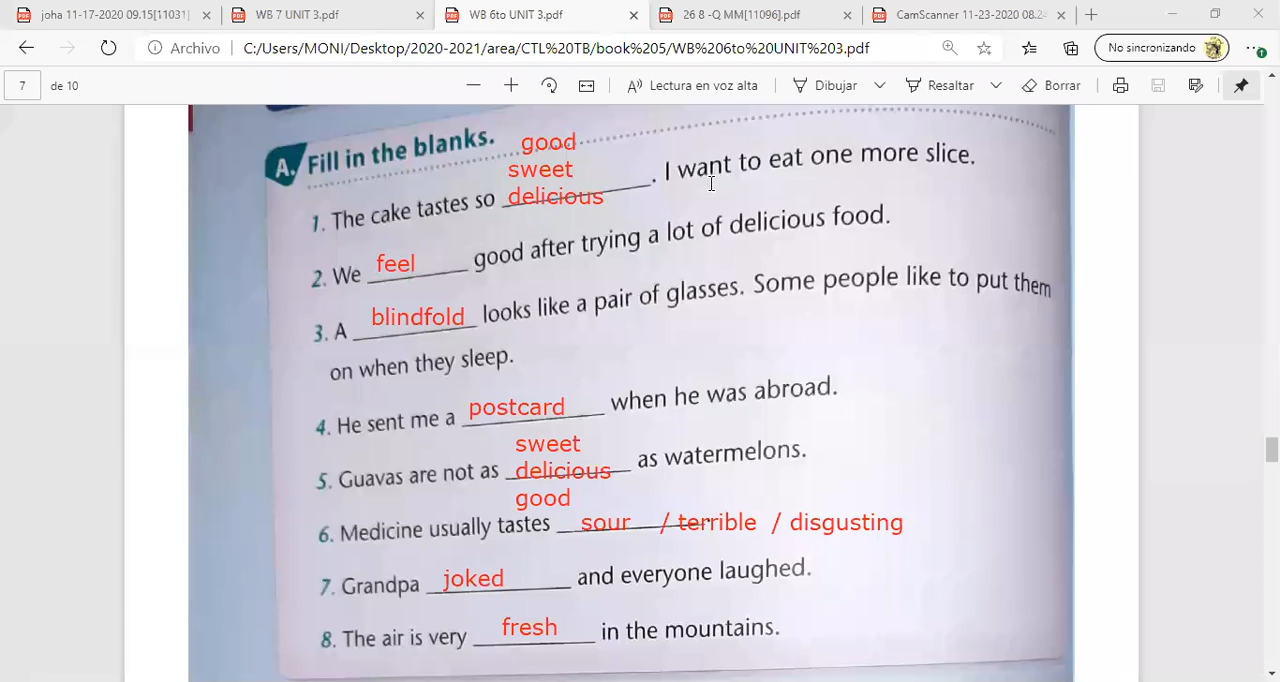 joha 11-17-2020 09.15[11031]
WB 7 UNIT 3.pdf
WB 6to UNIT 3.pdf
26 8 -Q MM[11096].pdf
CamScanner 11-23-2020 08.2
Archivo
C:/Users/MONI/Desktop/2020-2021/area/CTL%20TB/book%205/WB%206to%20UNIT%203.pdf
No sincronizando
7 de 10
Lectura en voz alta
Dibujar
Resaltar
Borrar
A. Fill in the blanks.
good
sweet
1. The cake tastes so delicious. I want to eat one more slice.
2. We feel good after trying a lot of delicious food.
3. A blindfold looks like a pair of glasses. Some people like to put them
on when they sleep.
4. He sent me a postcard when he was abroad.
sweet
5. Guavas are not as delicious as watermelons.
good
6. Medicine usually tastes sour / terrible / disgusting
7. Grandpa joked and everyone laughed.
8. The air is very fresh in the mountains.